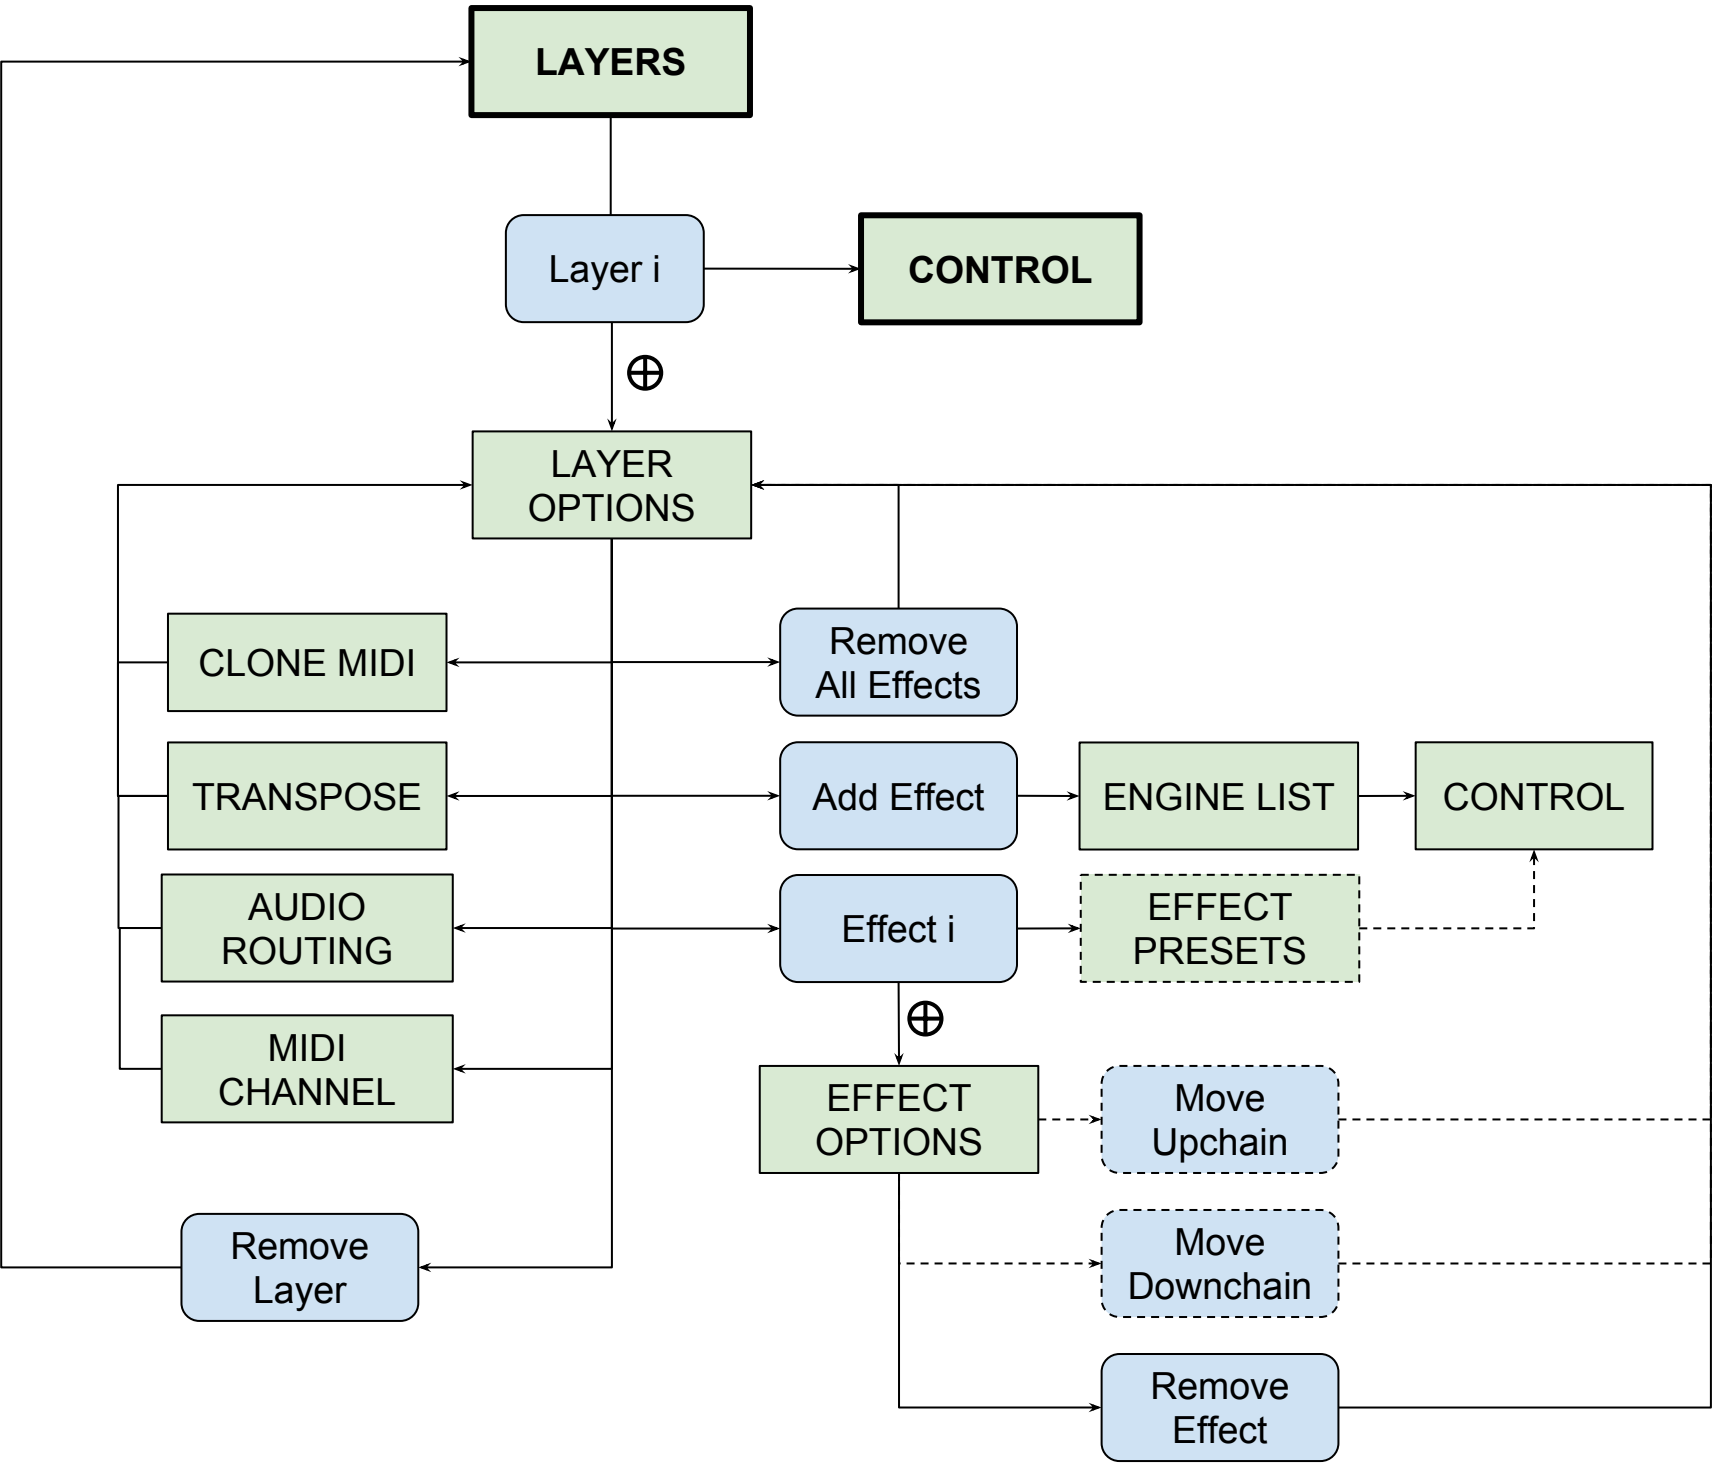 LAYERS
Layer i
CONTROL
LAYER
OPTIONS
CLONE MIDI
Remove
All Effects
TRANSPOSE
Add Effect
ENGINE LIST
CONTROL
AUDIO
ROUTING
Effect i
EFFECT
PRESETS
MIDI
CHANNEL
EFFECT
OPTIONS
Move
Upchain
Remove
Layer
Move
Downchain
Remove
Effect